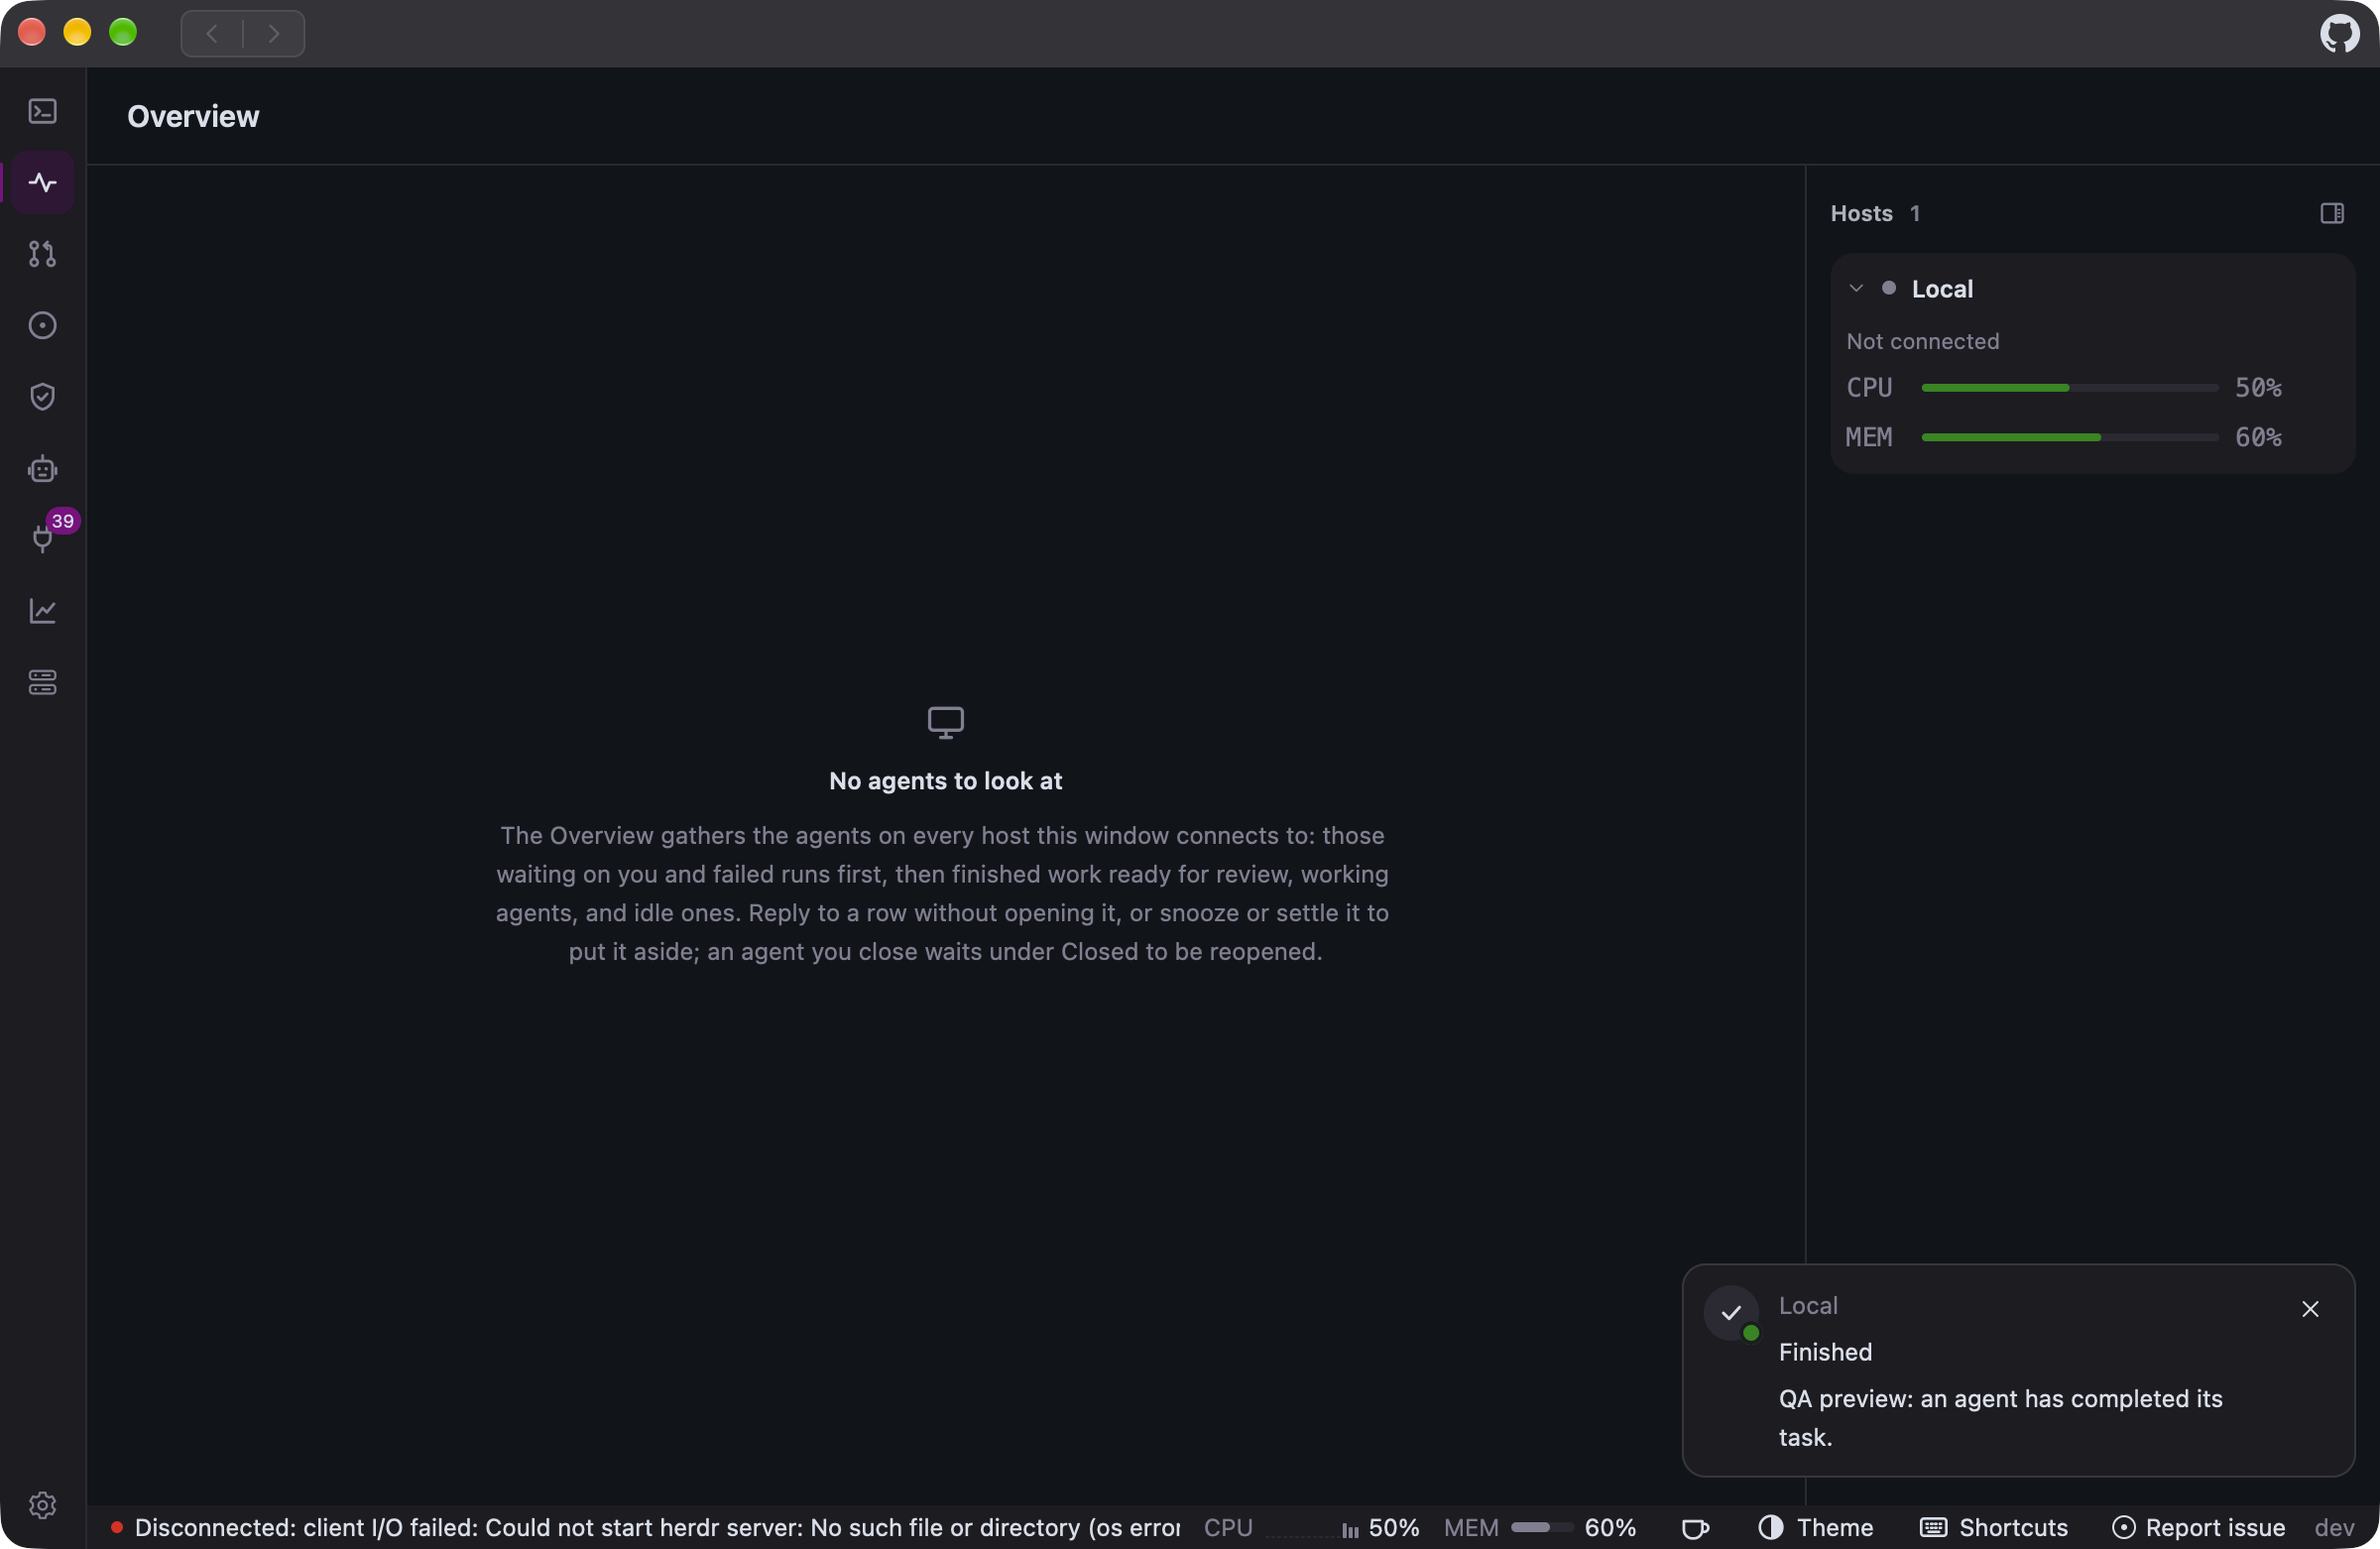 Overview
Hosts 1
Local
Not connected
CPU 50%
MEM 60%
39
No agents to look at
The Overview gathers the agents on every host this window connects to: those
waiting on you and failed runs first, then finished work ready for review, working
agents, and idle ones. Reply to a row without opening it, or snooze or settle it to
put it aside; an agent you close waits under Closed to be reopened.
Local
Finished
QA preview: an agent has completed its
task.
Disconnected: client I/O failed: Could not start herdr server: No such file or directory (os error CPU 50% MEM 60% Theme Shortcuts Report issue dev